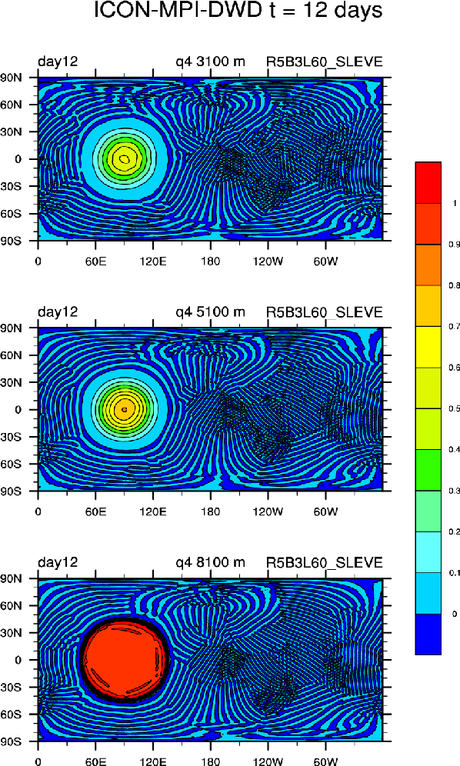 ICON-MPI-DWD t = 12 days
day12 q4 3100 m R5B3L60_SLEVE
90N
60N
30N
0
30S
60S
90S
0 60E 120E 180 120W 60W
day12 q4 5100 m R5B3L60_SLEVE
90N
60N
30N
0
30S
60S
90S
0 60E 120E 180 120W 60W
day12 q4 8100 m R5B3L60_SLEVE
90N
60N
30N
0
30S
60S
90S
0 60E 120E 180 120W 60W
1
0.9
0.8
0.7
0.6
0.5
0.4
0.3
0.2
0.1
0